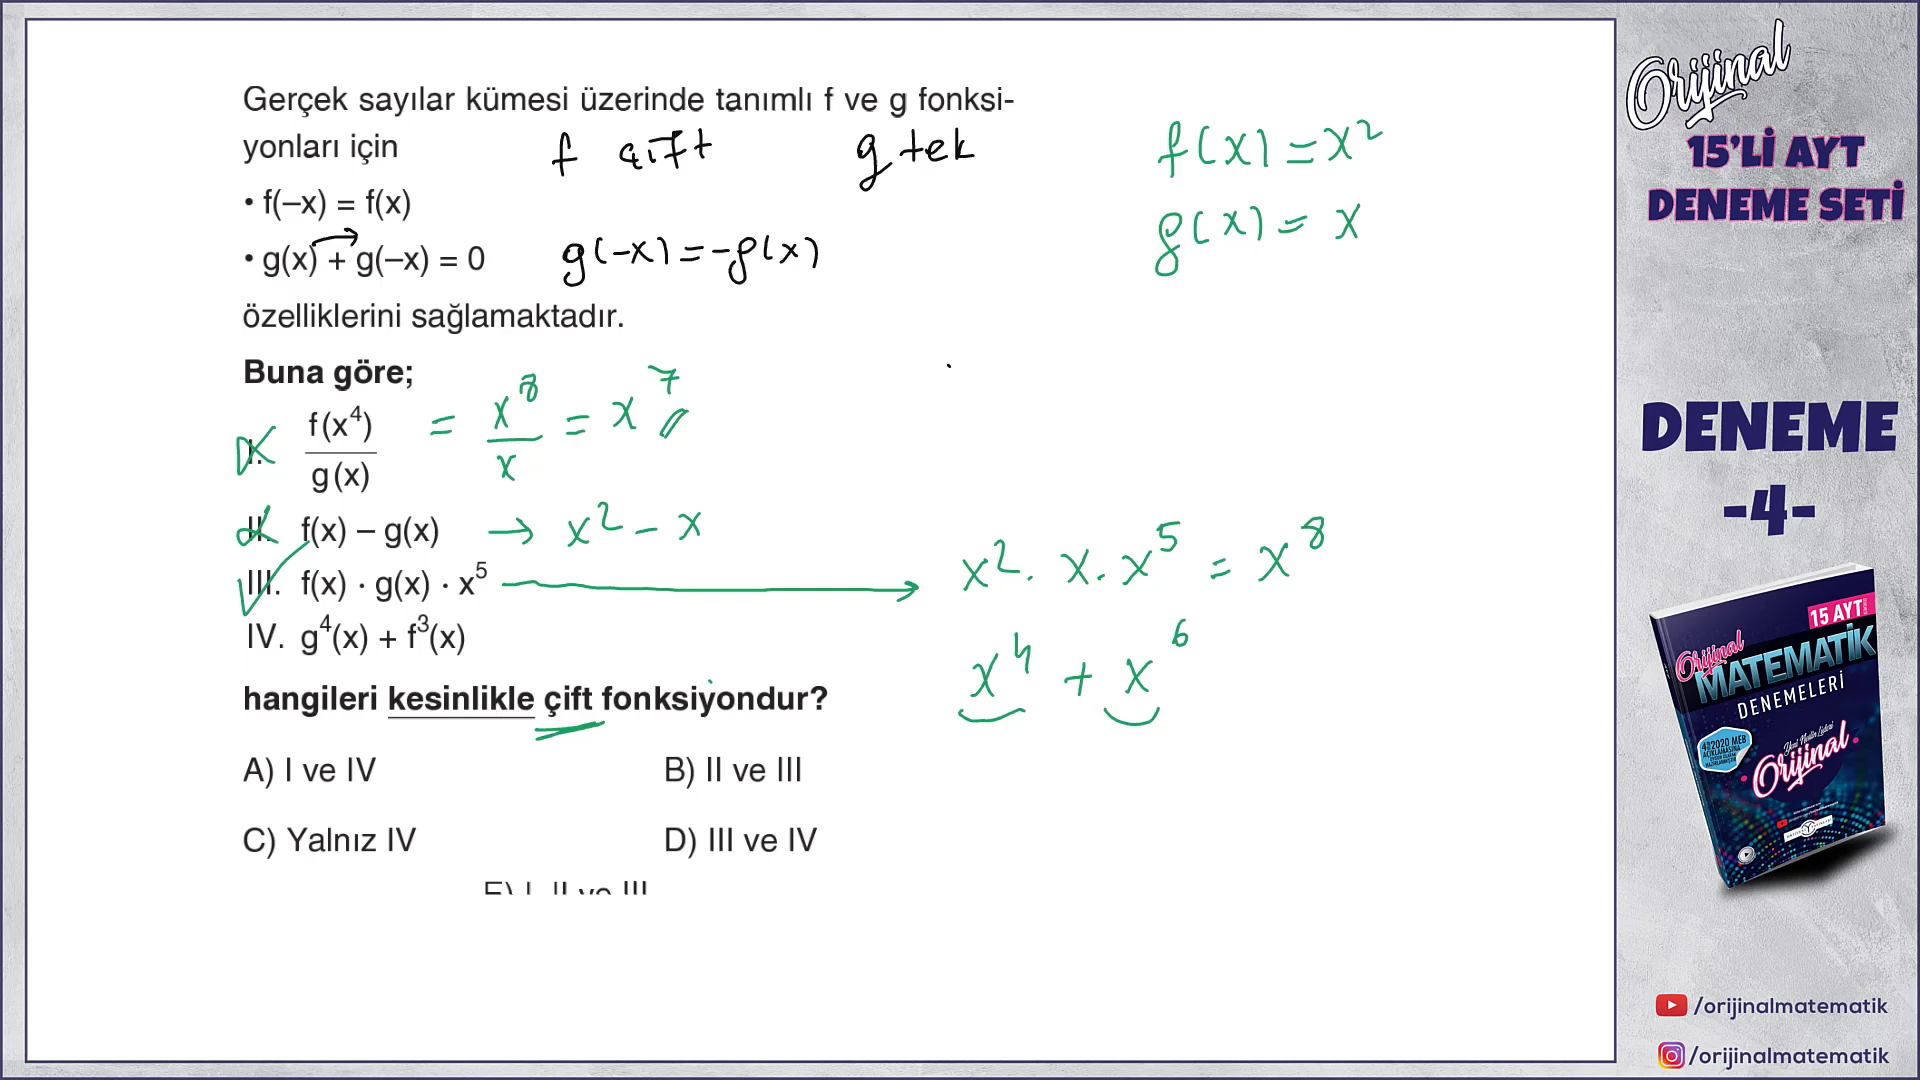 Gerçek sayılar kümesi üzerinde tanımlı f ve g fonksi-
yonları için
f çift
g tek
• f(–x) = f(x)
• g(x) + g(–x) = 0
g(-x) = -g(x)
özelliklerini sağlamaktadır.
f(x) = x²
g(x) = x
Buna göre;
I. f(x⁴) / g(x) = x⁸ / x = x⁷
II. f(x) – g(x) → x² - x
III. f(x) · g(x) · x⁵ → x² · x · x⁵ = x⁸
IV. g⁴(x) + f³(x)
x⁴ + x⁶
hangileri kesinlikle çift fonksiyondur?
A) I ve IV
B) II ve III
C) Yalnız IV
D) III ve IV
E) I, II ve III
Orijinal
15'Lİ AYT
DENEME SETİ
DENEME
-4-
15 AYT
Orijinal
MATEMATİK
DENEMELERİ
Orijinal
/orijinalmatematik
/orijinalmatematik